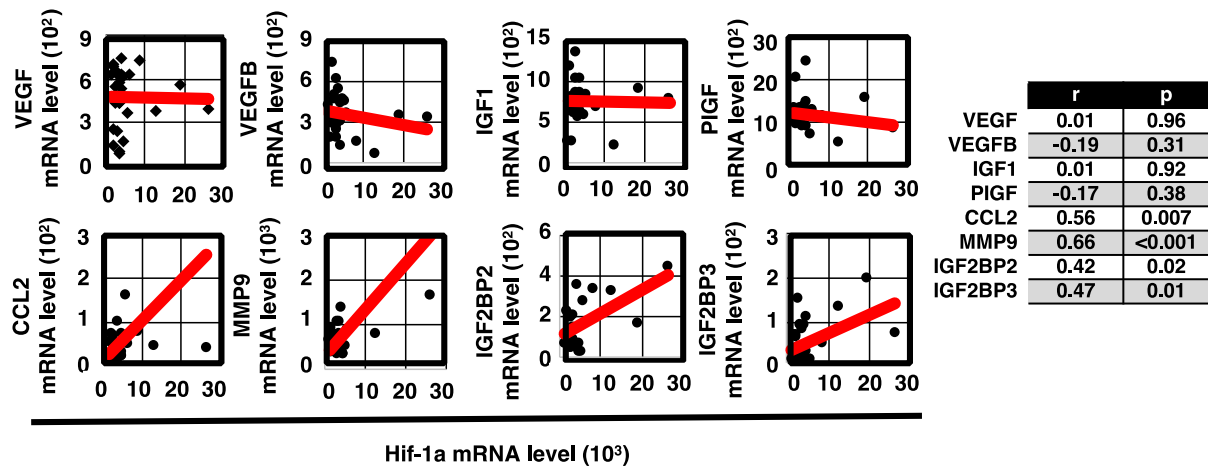 VEGF
mRNA level (10²)
9
6
3
0
0 10 20 30
VEGFB
mRNA level (10²)
9
6
3
0
0 10 20 30
IGF1
mRNA level (10²)
15
10
5
0
0 10 20 30
PIGF
mRNA level (10²)
30
20
10
0
0 10 20 30
CCL2
mRNA level (10²)
3
2
1
0
0 10 20 30
MMP9
mRNA level (10³)
3
2
1
0
0 10 20 30
IGF2BP2
mRNA level (10²)
6
4
2
0
0 10 20 30
IGF2BP3
mRNA level (10²)
3
2
1
0
0 10 20 30
Hif-1a mRNA level (10³)
r p
VEGF 0.01 0.96
VEGFB -0.19 0.31
IGF1 0.01 0.92
PIGF -0.17 0.38
CCL2 0.56 0.007
MMP9 0.66 <0.001
IGF2BP2 0.42 0.02
IGF2BP3 0.47 0.01